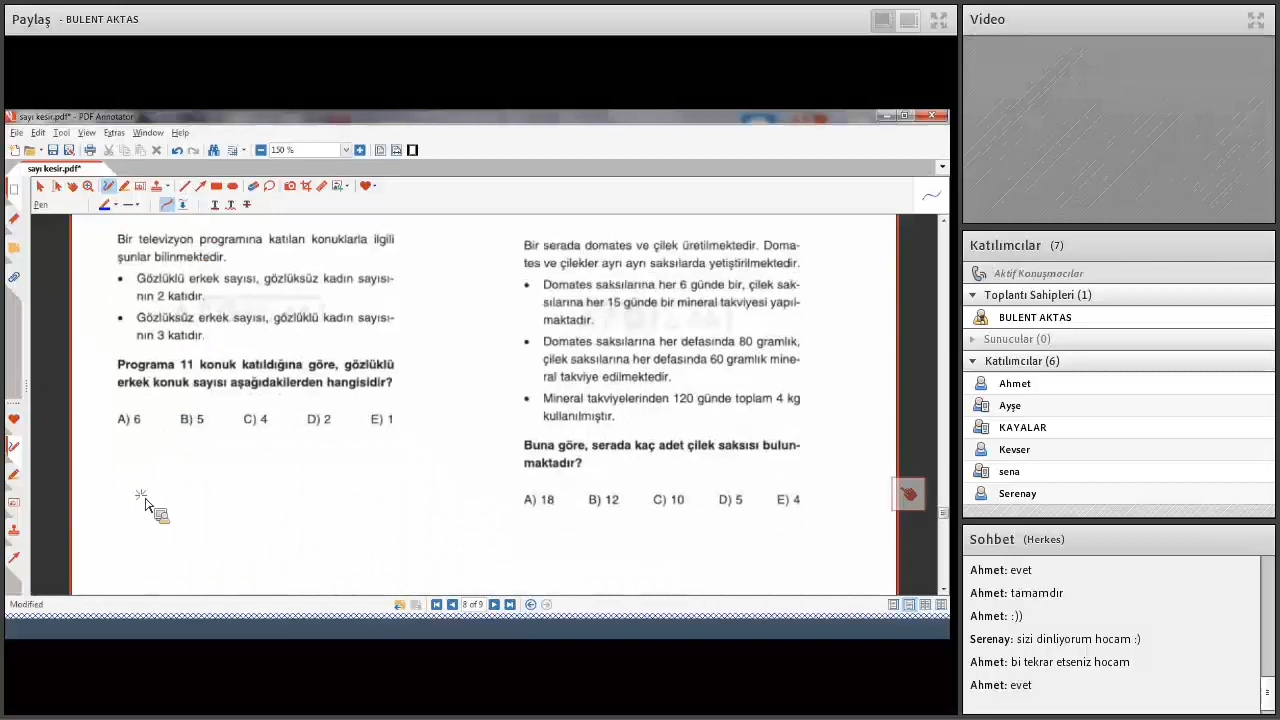 Paylaş - BULENT AKTAS
sayı kesir.pdf* - PDF Annotator
File Edit Tool View Extras Window Help
150 %
sayı kesir.pdf*
Pen
Bir televizyon programına katılan konuklarla ilgili
şunlar bilinmektedir.
• Gözlüklü erkek sayısı, gözlüksüz kadın sayısı-
nın 2 katıdır.
• Gözlüksüz erkek sayısı, gözlüklü kadın sayısı-
nın 3 katıdır.
Programa 11 konuk katıldığına göre, gözlüklü
erkek konuk sayısı aşağıdakilerden hangisidir?
A) 6 B) 5 C) 4 D) 2 E) 1
Bir serada domates ve çilek üretilmektedir. Doma-
tes ve çilekler ayrı ayrı saksılarda yetiştirilmektedir.
• Domates saksılarına her 6 günde bir, çilek sak-
sılarına her 15 günde bir mineral takviyesi yapıl-
maktadır.
• Domates saksılarına her defasında 80 gramlık,
çilek saksılarına her defasında 60 gramlık mine-
ral takviye edilmektedir.
• Mineral takviyelerinden 120 günde toplam 4 kg
kullanılmıştır.
Buna göre, serada kaç adet çilek saksısı bulun-
maktadır?
A) 18 B) 12 C) 10 D) 5 E) 4
Modified
8 of 9
Video
Katılımcılar (7)
Aktif Konuşmacılar
Toplantı Sahipleri (1)
BULENT AKTAS
Sunucular (0)
Katılımcılar (6)
Ahmet
Ayşe
KAYALAR
Kevser
sena
Serenay
Sohbet (Herkes)
Ahmet: evet
Ahmet: tamamdır
Ahmet: :))
Serenay: sizi dinliyorum hocam :)
Ahmet: bi tekrar etseniz hocam
Ahmet: evet